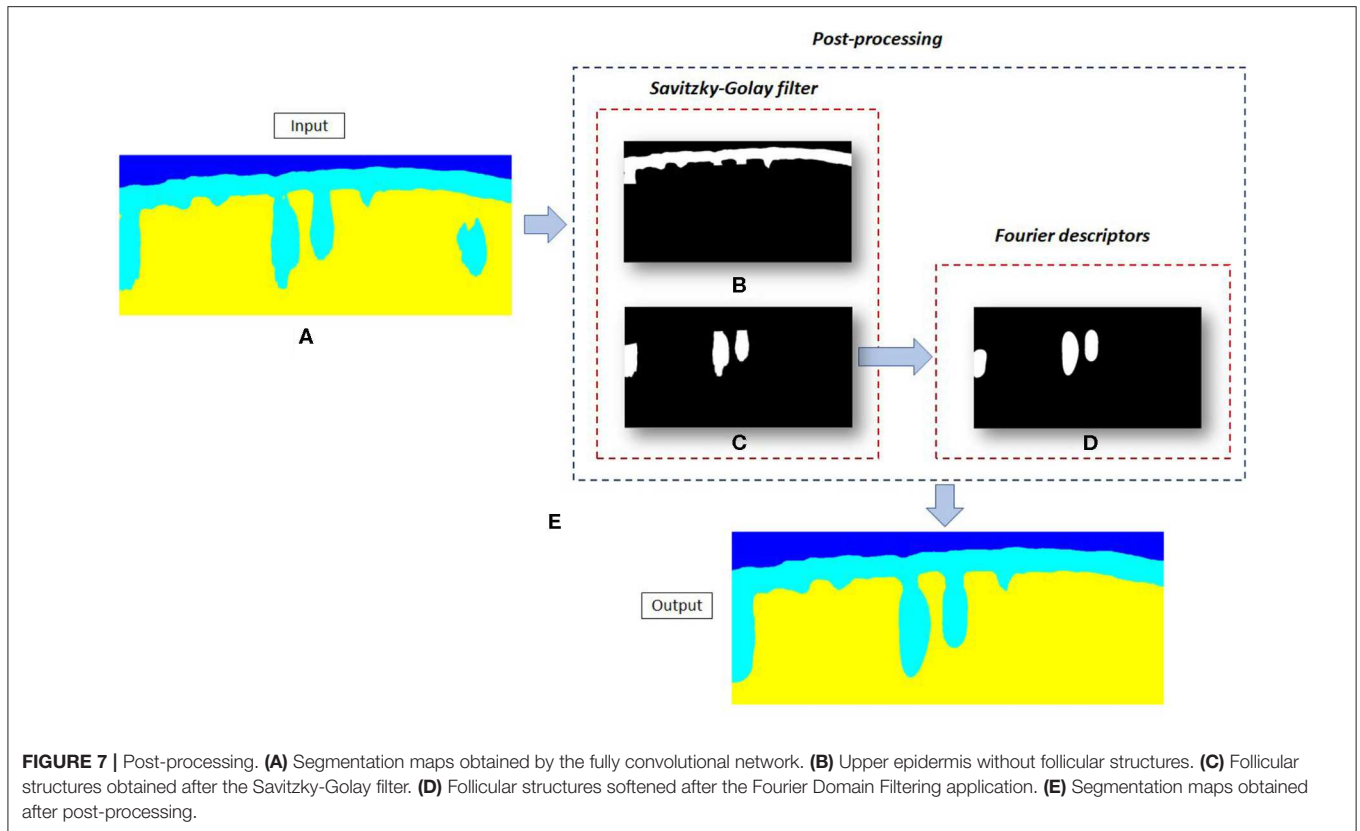 Post-processing
Savitzky-Golay filter
Input
B
Fourier descriptors
A
C
D
E
Output
FIGURE 7 | Post-processing. (A) Segmentation maps obtained by the fully convolutional network. (B) Upper epidermis without follicular structures. (C) Follicular
structures obtained after the Savitzky-Golay filter. (D) Follicular structures softened after the Fourier Domain Filtering application. (E) Segmentation maps obtained
after post-processing.